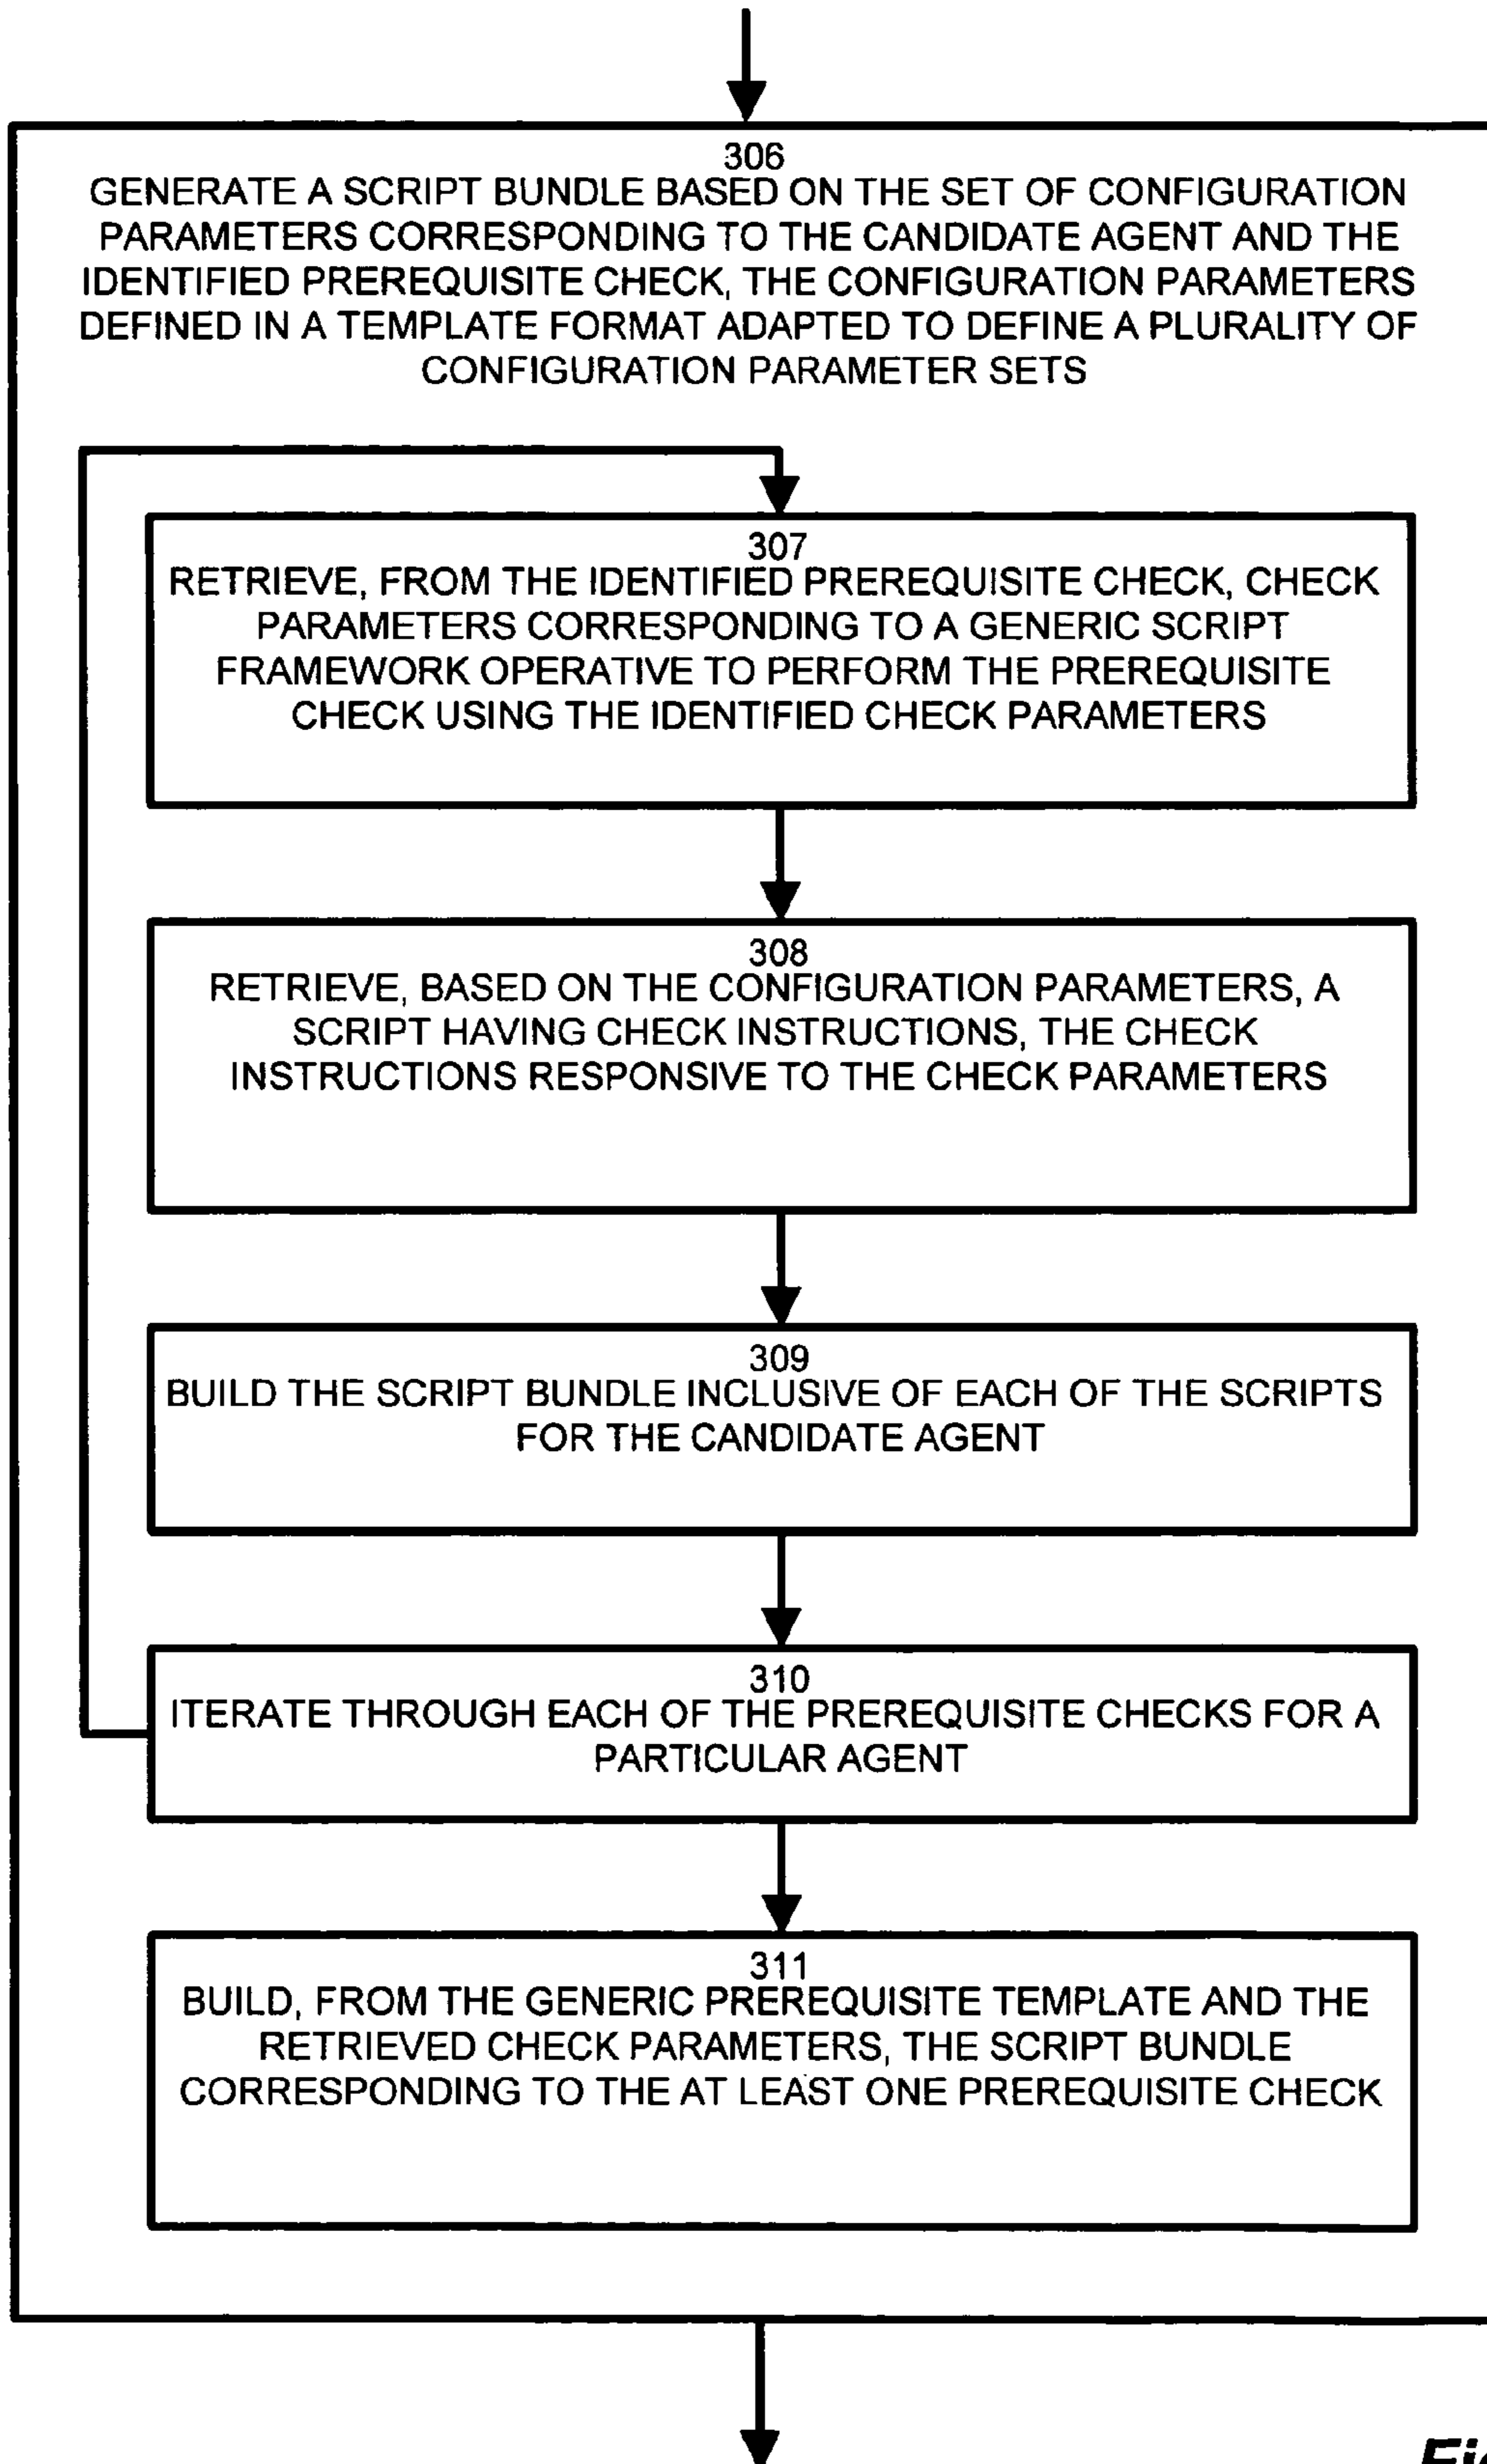 306
GENERATE A SCRIPT BUNDLE BASED ON THE SET OF CONFIGURATION
PARAMETERS CORRESPONDING TO THE CANDIDATE AGENT AND THE
IDENTIFIED PREREQUISITE CHECK, THE CONFIGURATION PARAMETERS
DEFINED IN A TEMPLATE FORMAT ADAPTED TO DEFINE A PLURALITY OF
CONFIGURATION PARAMETER SETS
307
RETRIEVE, FROM THE IDENTIFIED PREREQUISITE CHECK, CHECK
PARAMETERS CORRESPONDING TO A GENERIC SCRIPT
FRAMEWORK OPERATIVE TO PERFORM THE PREREQUISITE
CHECK USING THE IDENTIFIED CHECK PARAMETERS
308
RETRIEVE, BASED ON THE CONFIGURATION PARAMETERS, A
SCRIPT HAVING CHECK INSTRUCTIONS, THE CHECK
INSTRUCTIONS RESPONSIVE TO THE CHECK PARAMETERS
309
BUILD THE SCRIPT BUNDLE INCLUSIVE OF EACH OF THE SCRIPTS
FOR THE CANDIDATE AGENT
310
ITERATE THROUGH EACH OF THE PREREQUISITE CHECKS FOR A
PARTICULAR AGENT
311
BUILD, FROM THE GENERIC PREREQUISITE TEMPLATE AND THE
RETRIEVED CHECK PARAMETERS, THE SCRIPT BUNDLE
CORRESPONDING TO THE AT LEAST ONE PREREQUISITE CHECK